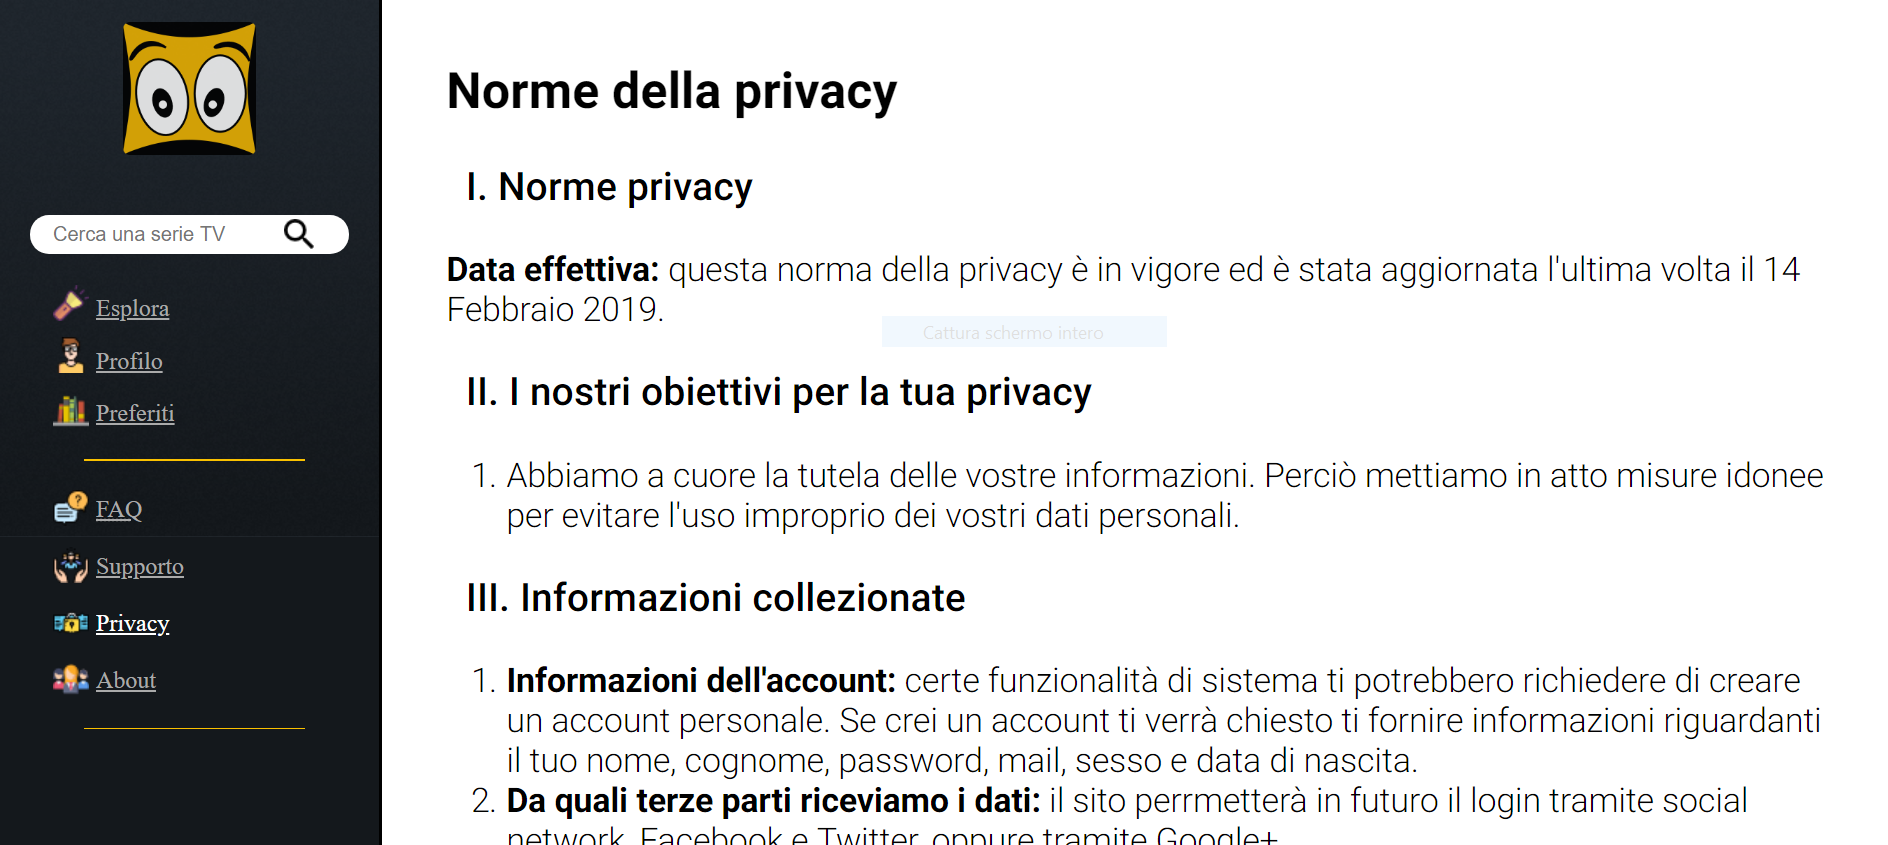 Cerca una serie TV
Esplora
Profilo
Preferiti
FAQ
Supporto
Privacy
About
Norme della privacy
I. Norme privacy
Data effettiva: questa norma della privacy è in vigore ed è stata aggiornata l'ultima volta il 14
Febbraio 2019.
Cattura schermo intero
II. I nostri obiettivi per la tua privacy
1. Abbiamo a cuore la tutela delle vostre informazioni. Perciò mettiamo in atto misure idonee
per evitare l'uso improprio dei vostri dati personali.
III. Informazioni collezionate
1. Informazioni dell'account: certe funzionalità di sistema ti potrebbero richiedere di creare
un account personale. Se crei un account ti verrà chiesto ti fornire informazioni riguardanti
il tuo nome, cognome, password, mail, sesso e data di nascita.
2. Da quali terze parti riceviamo i dati: il sito perrmetterà in futuro il login tramite social
network, Facebook e Twitter, oppure tramite Google+